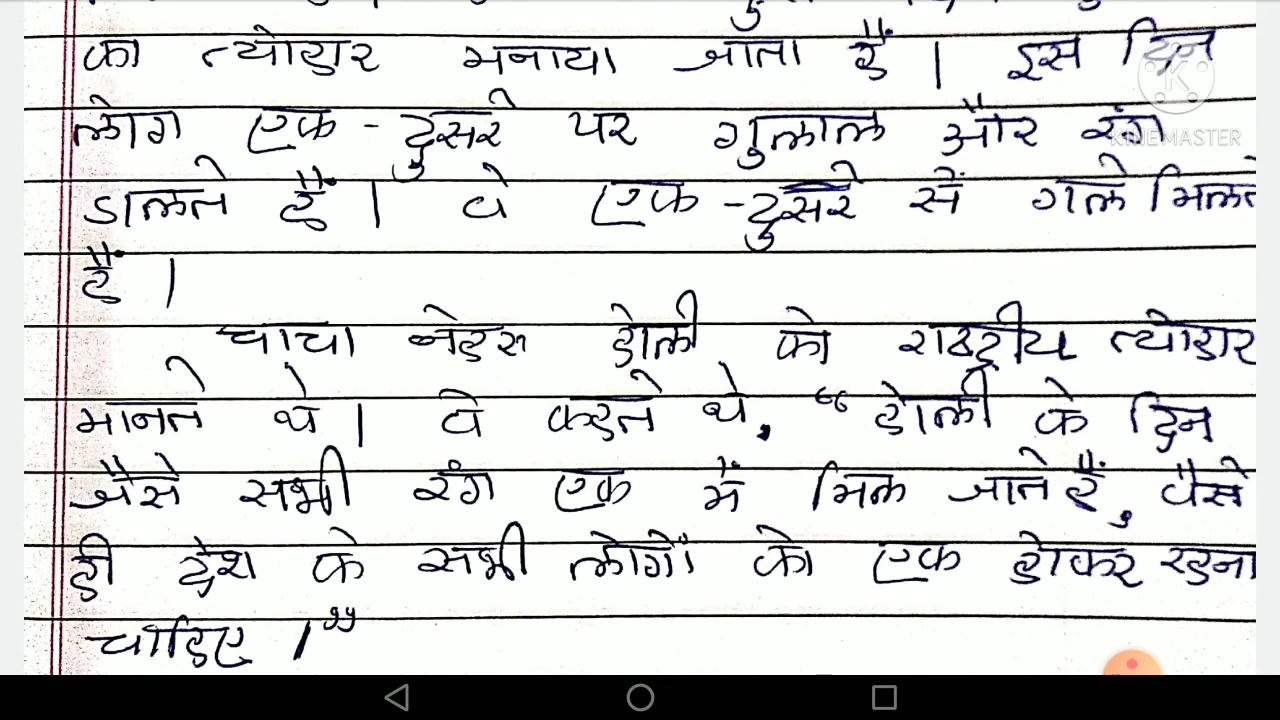 का त्योहार मनाया जाता है । इस दिन
लोग एक - दुसरे पर गुलाल और रंग
डालते हैं । वे एक - दुसरे सें गले मिलते
हैं ।
चाचा नेहरू होली को राष्ट्रीय त्योहार
मानते थे । वे कहते थे, “ होली के दिन
जैसे सभी रंग एक में मिल जाते हैं, वैसे
ही देश के सभी लोगों को एक होकर रहना
चाहिए ।”
KINEMASTER